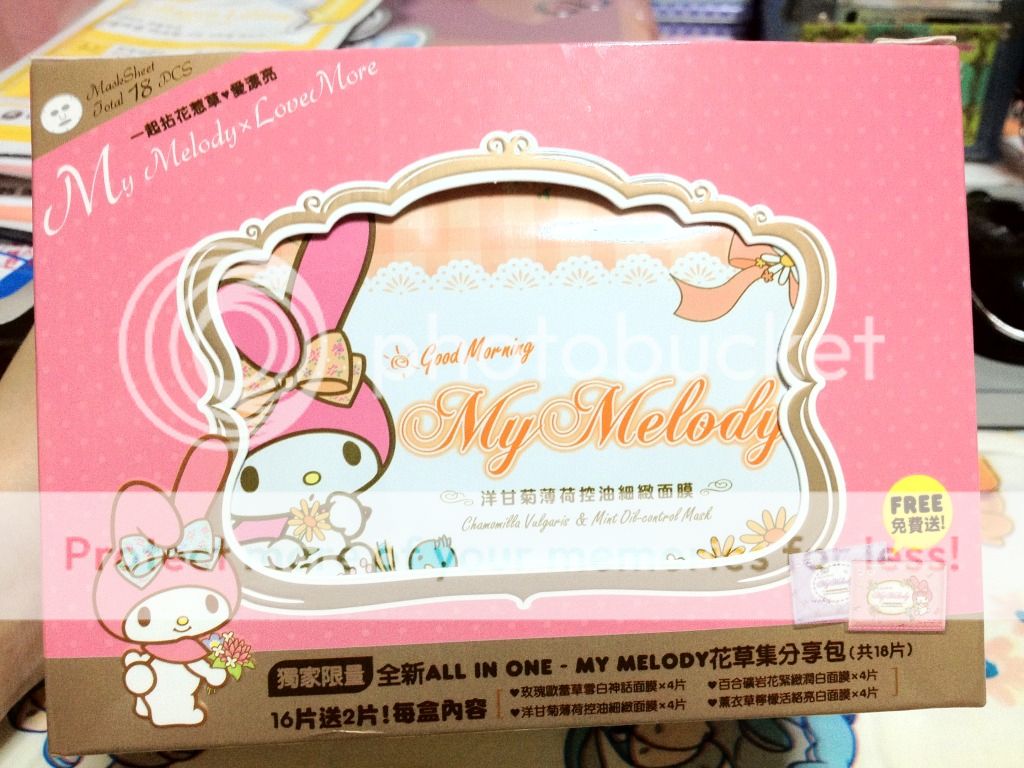 MaskSheet
Total 18 PCS
一起拈花惹草♥愛漂亮
My Melody×LoveMore
photobucket
Good Morning
My Melody
洋甘菊薄荷控油細緻面膜
Chamomilla Vulgaris & Mint Oil-control Mask
FREE
免費送!
Protect more of your memories for less!
My Melody
獨家限量 全新ALL IN ONE - MY MELODY花草集分享包(共18片)
16片送2片!每盒內容
♥玫瑰歐蕾草雪白神話面膜×4片 ♥百合礦岩花緊緻潤白面膜×4片
♥洋甘菊薄荷控油細緻面膜×4片 ♥薰衣草檸檬活絡亮白面膜×4片